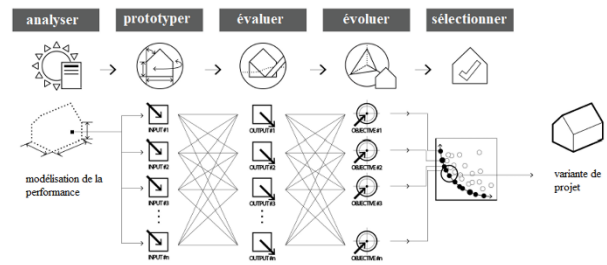 analyser prototyper évaluer évoluer sélectionner
INPUT#1 OUTPUT#1 OBJECTIVE#1
INPUT#2 OUTPUT#2 OBJECTIVE#2
INPUT#3 OUTPUT#3 OBJECTIVE#3
INPUT#n OUTPUT#n OBJECTIVE#n
modélisation de la
performance
variante de
projet